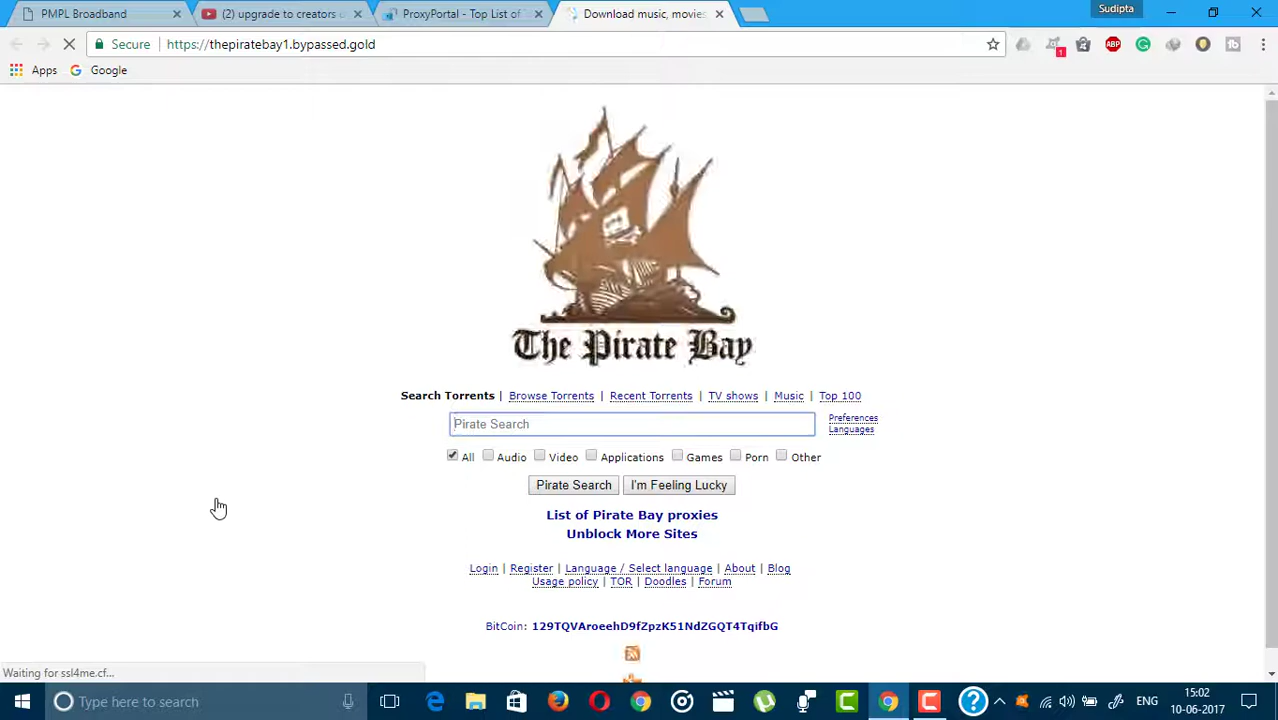 PMPL Broadband
(2) upgrade to creators
ProxyPortal - Top List of
Download music, movies
Sudipta
Secure https://thepiratebay1.bypassed.gold
ABP
1
Apps Google
The Pirate Bay
Search Torrents | Browse Torrents | Recent Torrents | TV shows | Music | Top 100
Pirate Search
Preferences
Languages
All Audio Video Applications Games Porn Other
Pirate Search I'm Feeling Lucky
List of Pirate Bay proxies
Unblock More Sites
Login | Register | Language / Select language | About | Blog
Usage policy | TOR | Doodles | Forum
BitCoin: 129TQVAroeehD9fZpzK51NdZGQT4TqifbG
Waiting for ssl4me.cf...
Type here to search
ENG
15:02
10-06-2017